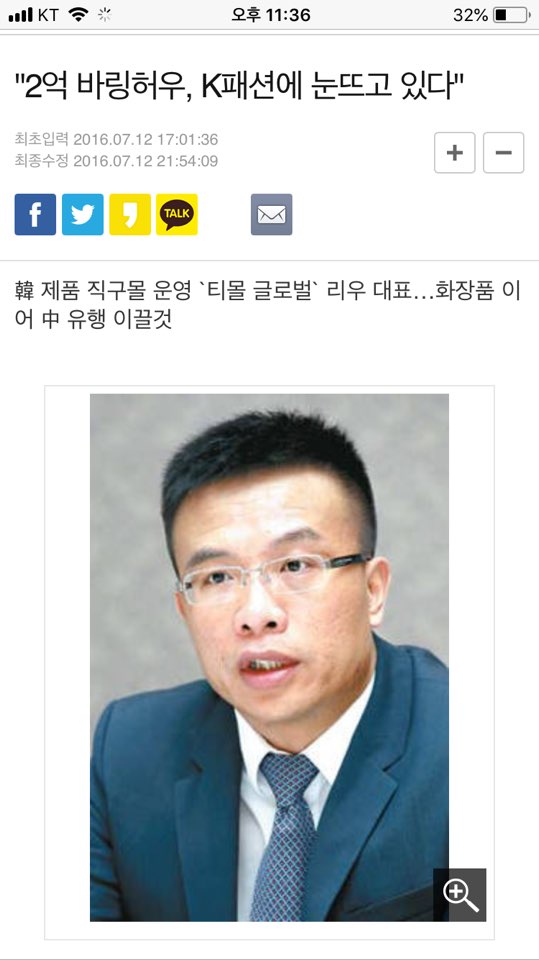 KT 오후 11:36 32%
"2억 바링허우, K패션에 눈뜨고 있다"
최초입력 2016.07.12 17:01:36
최종수정 2016.07.12 21:54:09
TALK
韓 제품 직구몰 운영 `티몰 글로벌` 리우 대표…화장품 이
어 中 유행 이끌것